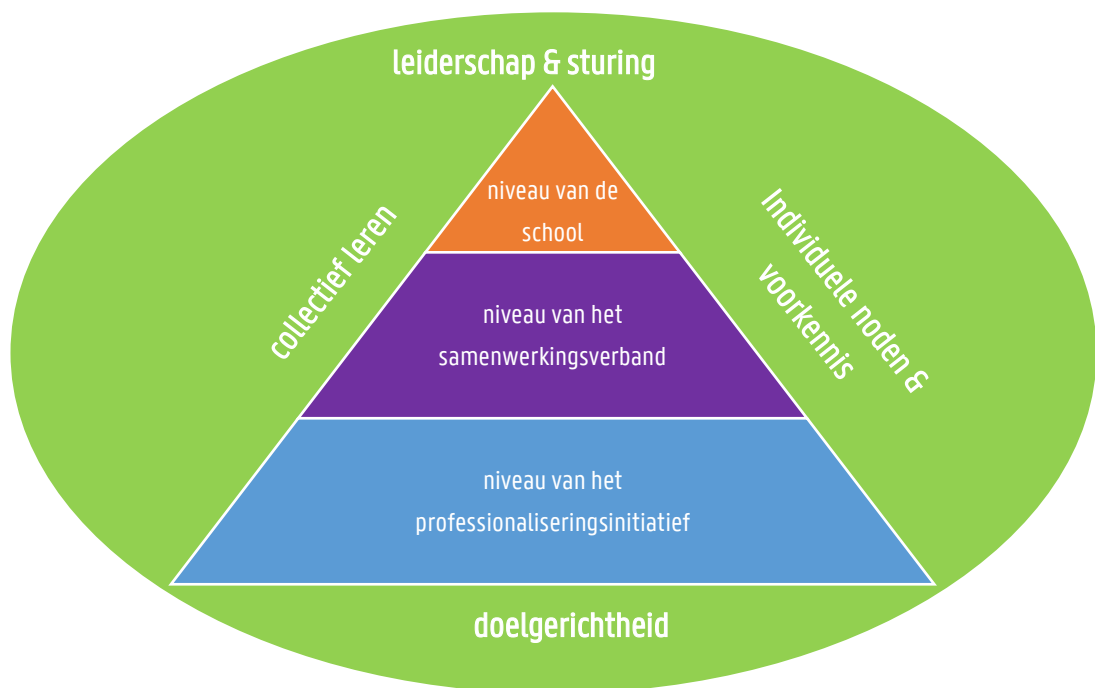 leiderschap & sturing
niveau van de
school
collectief leren
Individuele noden &
voorkennis
niveau van het
samenwerkingsverband
niveau van het
professionaliseringsinitiatief
doelgerichtheid